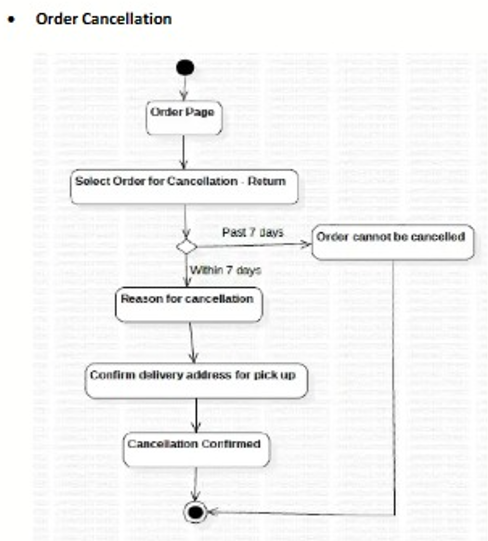 • Order Cancellation
Order Page
Select Order for Cancellation - Return
Past 7 days
Order cannot be cancelled
Within 7 days
Reason for cancellation
Confirm delivery address for pick up
Cancellation Confirmed